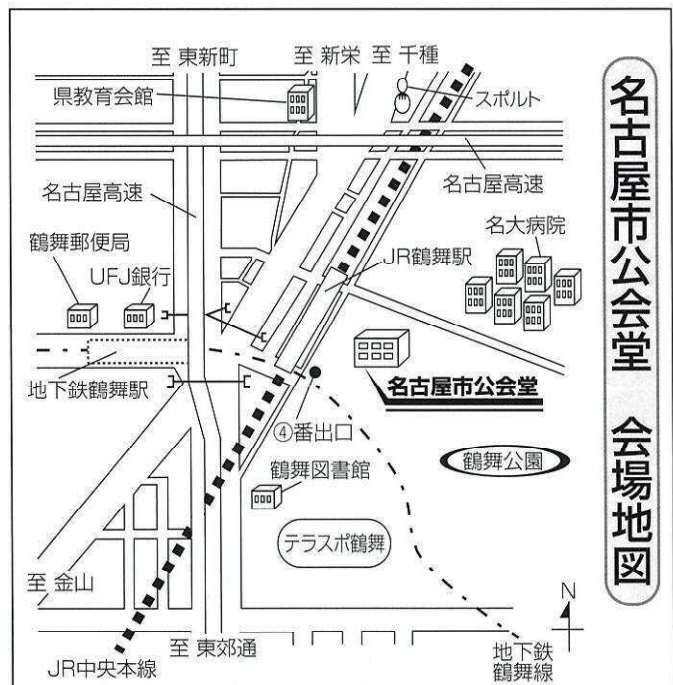 至 東新町
至 新栄
至 千種
県教育会館
スポルト
名古屋高速
名古屋高速
鶴舞郵便局
UFJ銀行
JR鶴舞駅
名大病院
地下鉄鶴舞駅
名古屋市公会堂
④番出口
鶴舞図書館
鶴舞公園
テラスポ鶴舞
至 金山
N
至 東郊通
JR中央本線
地下鉄
鶴舞線
名古屋市公会堂 会場地図